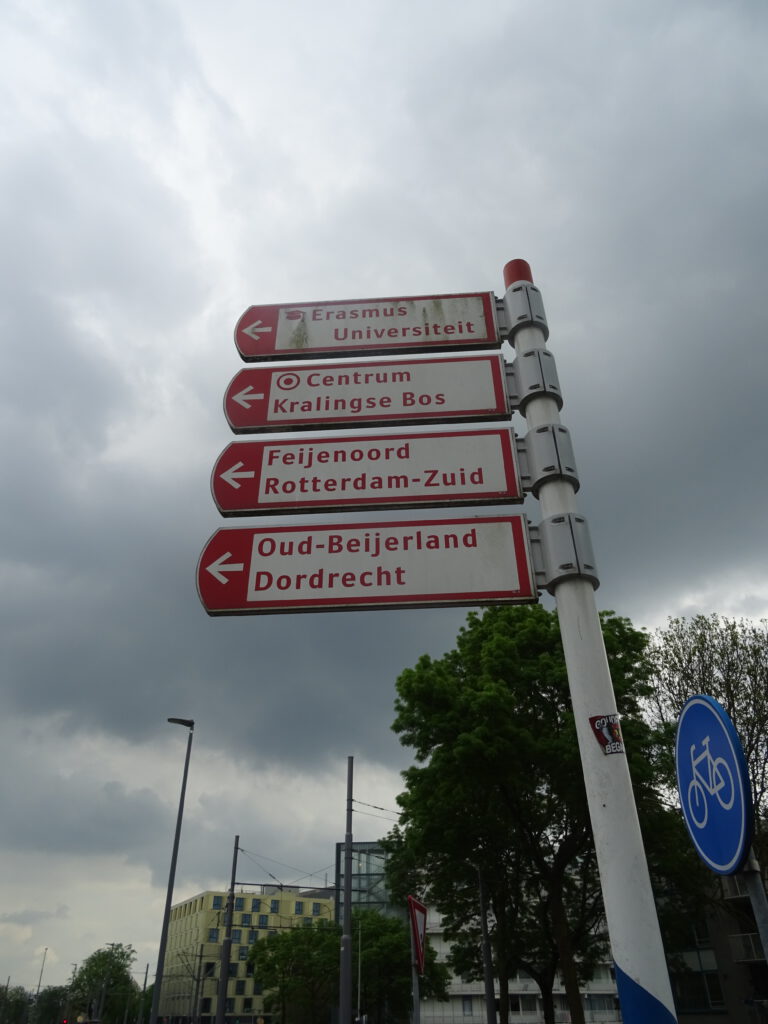 Erasmus
Universiteit
Centrum
Kralingse Bos
Feijenoord
Rotterdam-Zuid
Oud-Beijerland
Dordrecht